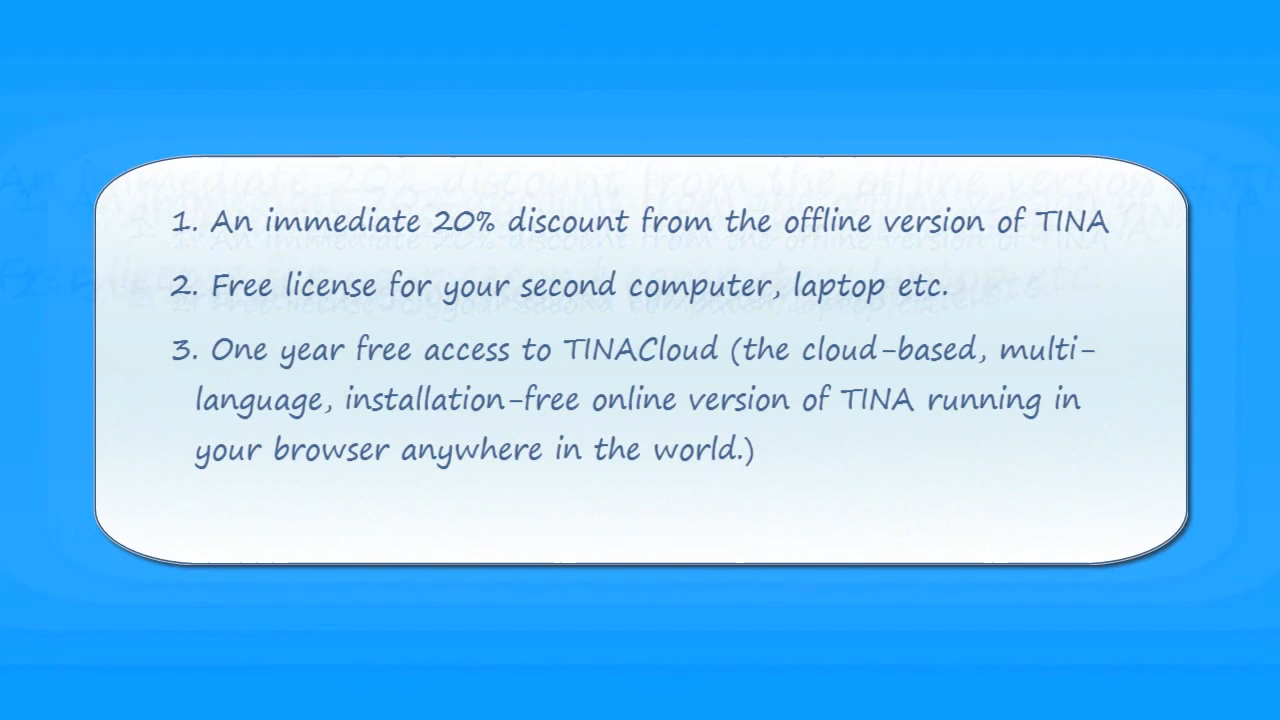 1. An immediate 20% discount from the offline version of TINA
2. Free license for your second computer, laptop etc.
3. One year free access to TINACloud (the cloud-based, multi-
language, installation-free online version of TINA running in
your browser anywhere in the world.)